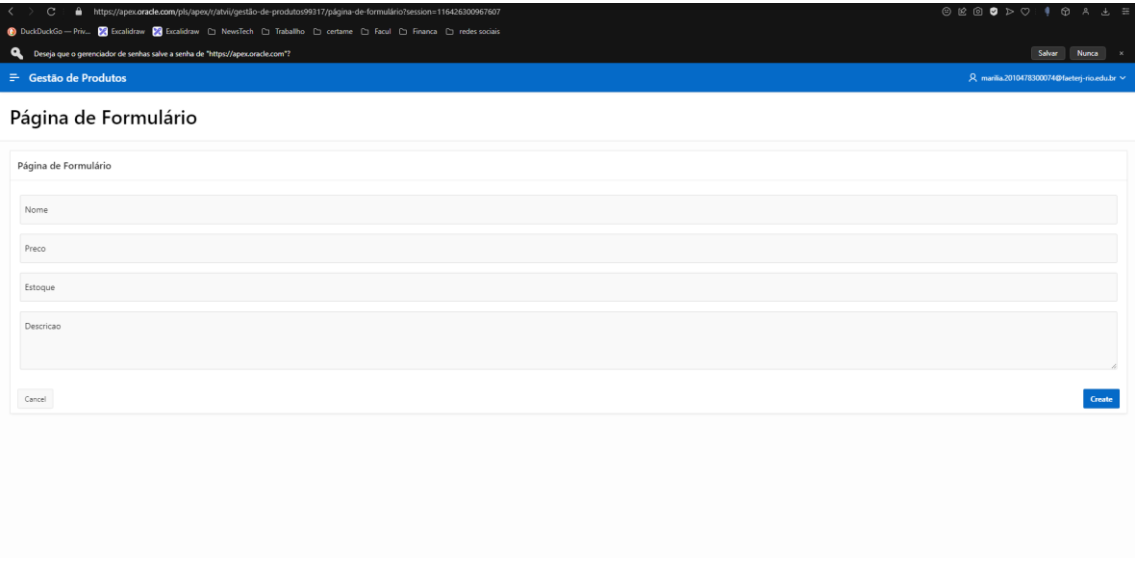 https://apex.oracle.com/pls/apex/r/atvii/gestão-de-produtos99317/página-de-formulário?session=116426300967607
DuckDuckGo — Priv... Excalidraw Excalidraw NewsTech Traballho certame Facul Financa redes sociais
Deseja que o gerenciador de senhas salve a senha de "https://apex.oracle.com"? Salvar Nunca ×
Gestão de Produtos marilia.2010478300074@faeterj-rio.edu.br
Página de Formulário
Página de Formulário
Nome
Preco
Estoque
Descricao
Cancel Create